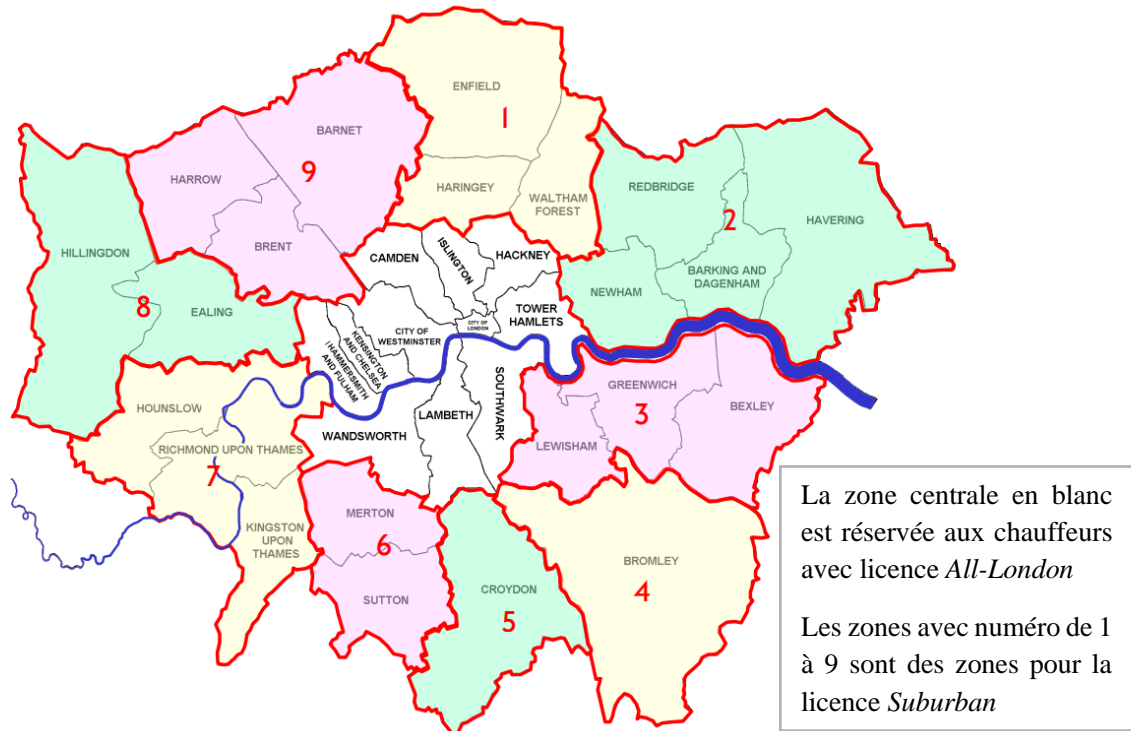 ENFIELD
1
BARNET
9
HARROW
HARINGEY
WALTHAM
FOREST
REDBRIDGE
2
HAVERING
BRENT
HILLINGDON
CAMDEN
ISLINGTON
HACKNEY
BARKING AND
DAGENHAM
NEWHAM
8
EALING
TOWER
HAMLETS
CITY OF
LONDON
CITY OF
WESTMINSTER
KENSINGTON
AND CHELSEA
HAMMERSMITH
AND FULHAM
SOUTHWARK
GREENWICH
3
BEXLEY
HOUNSLOW
LAMBETH
WANDSWORTH
LEWISHAM
RICHMOND UPON THAMES
7
MERTON
6
KINGSTON
UPON
THAMES
SUTTON
CROYDON
5
BROMLEY
4
La zone centrale en blanc
est réservée aux chauffeurs
avec licence All-London
Les zones avec numéro de 1
à 9 sont des zones pour la
licence Suburban